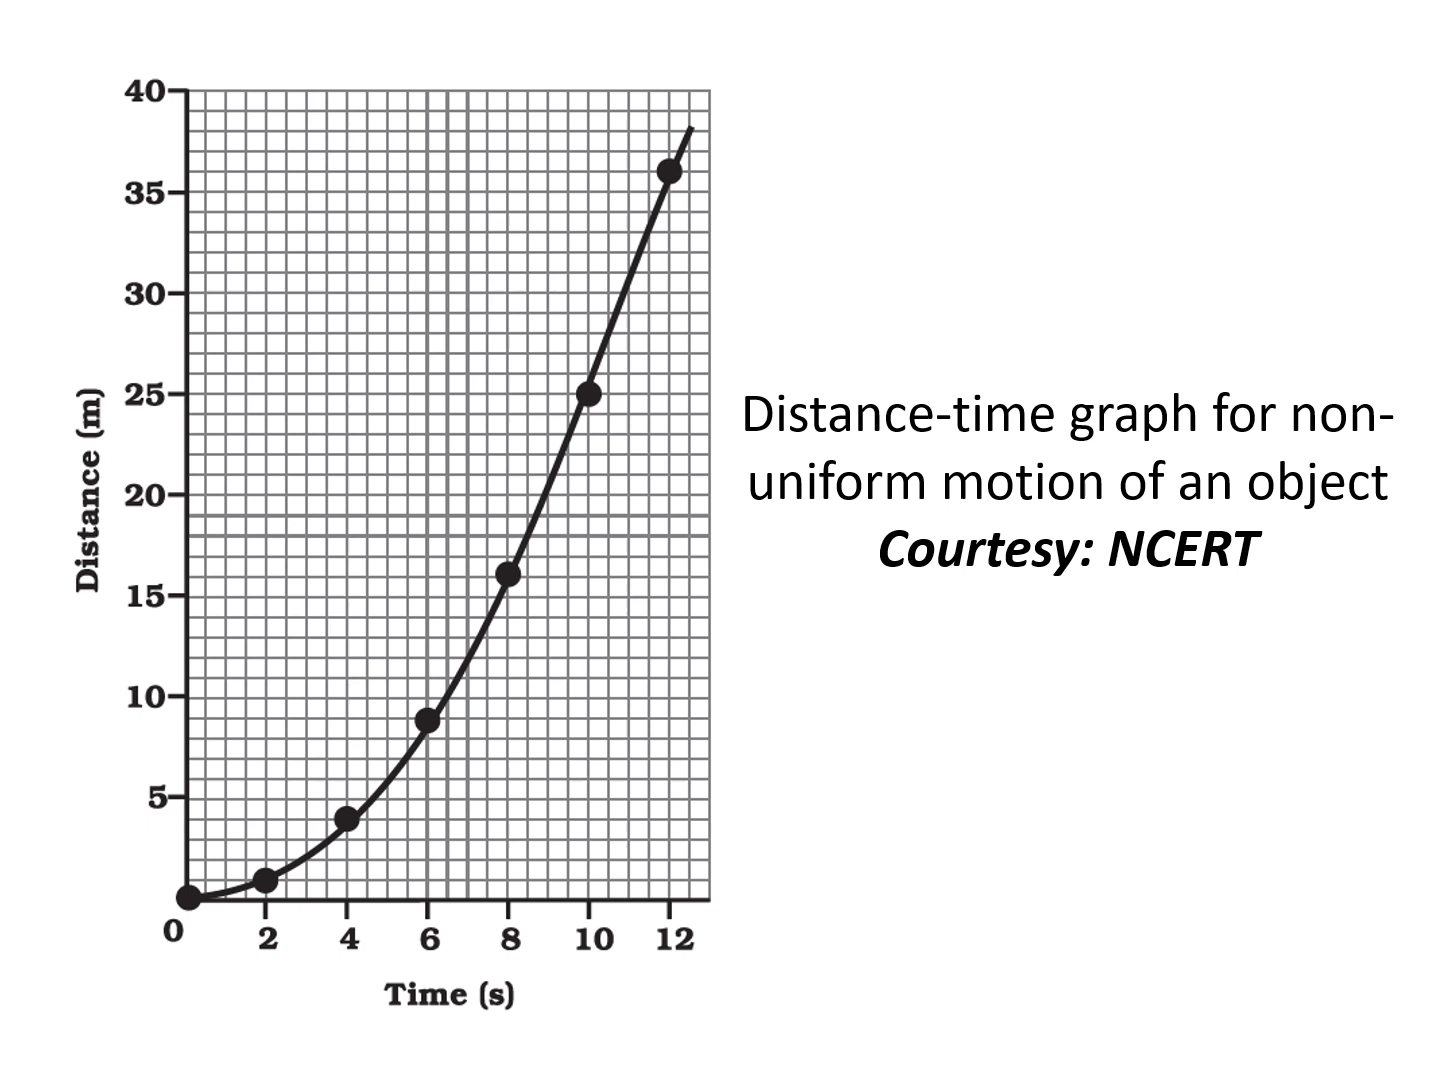 40
35
30
25
20
15
10
5
0
2 4 6 8 10 12
Distance (m)
Time (s)
Distance-time graph for non-
uniform motion of an object
Courtesy: NCERT